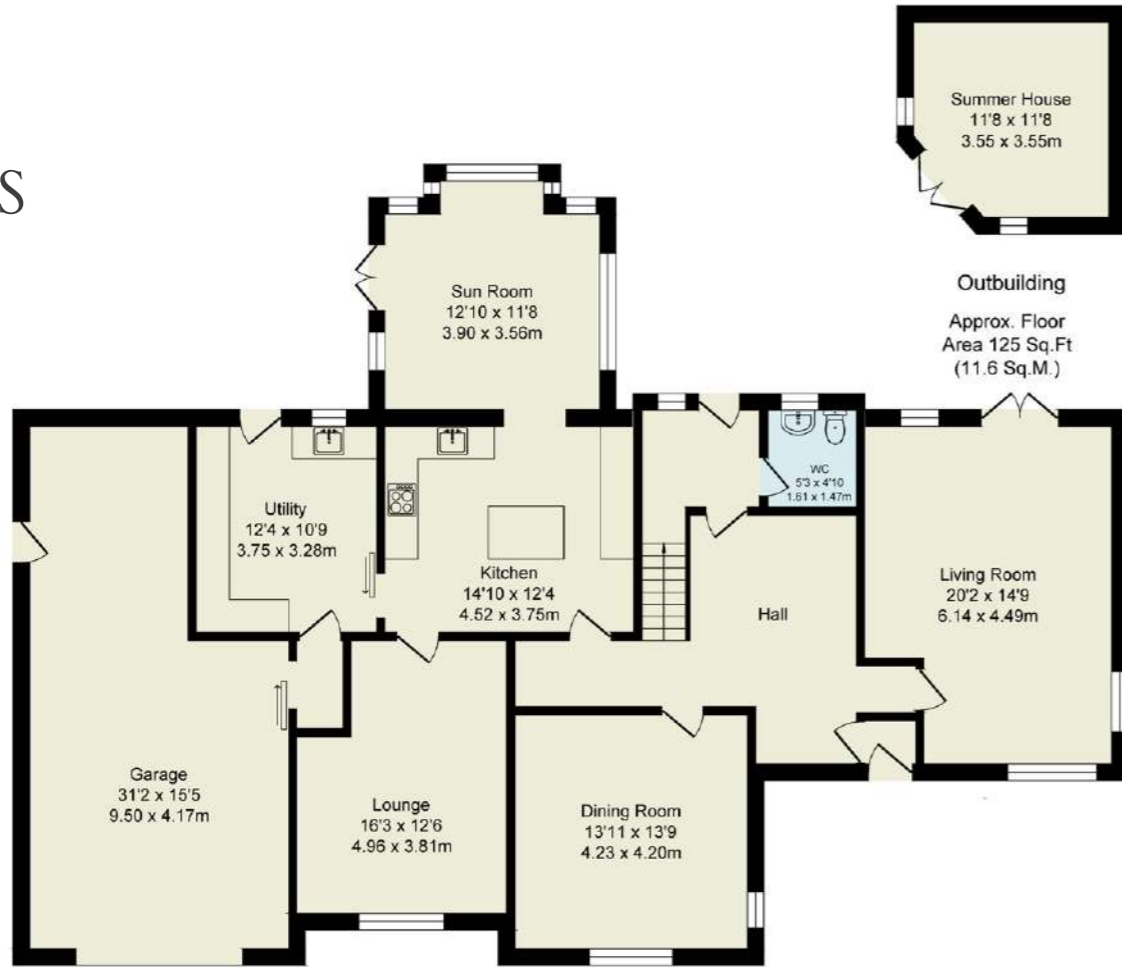 S
Summer House
11'8 x 11'8
3.55 x 3.55m
Outbuilding
Approx. Floor
Area 125 Sq.Ft
(11.6 Sq.M.)
Sun Room
12'10 x 11'8
3.90 x 3.56m
WC
5'3 x 4'10
1.61 x 1.47m
Utility
12'4 x 10'9
3.75 x 3.28m
Kitchen
14'10 x 12'4
4.52 x 3.75m
Hall
Living Room
20'2 x 14'9
6.14 x 4.49m
Garage
31'2 x 15'5
9.50 x 4.17m
Lounge
16'3 x 12'6
4.96 x 3.81m
Dining Room
13'11 x 13'9
4.23 x 4.20m